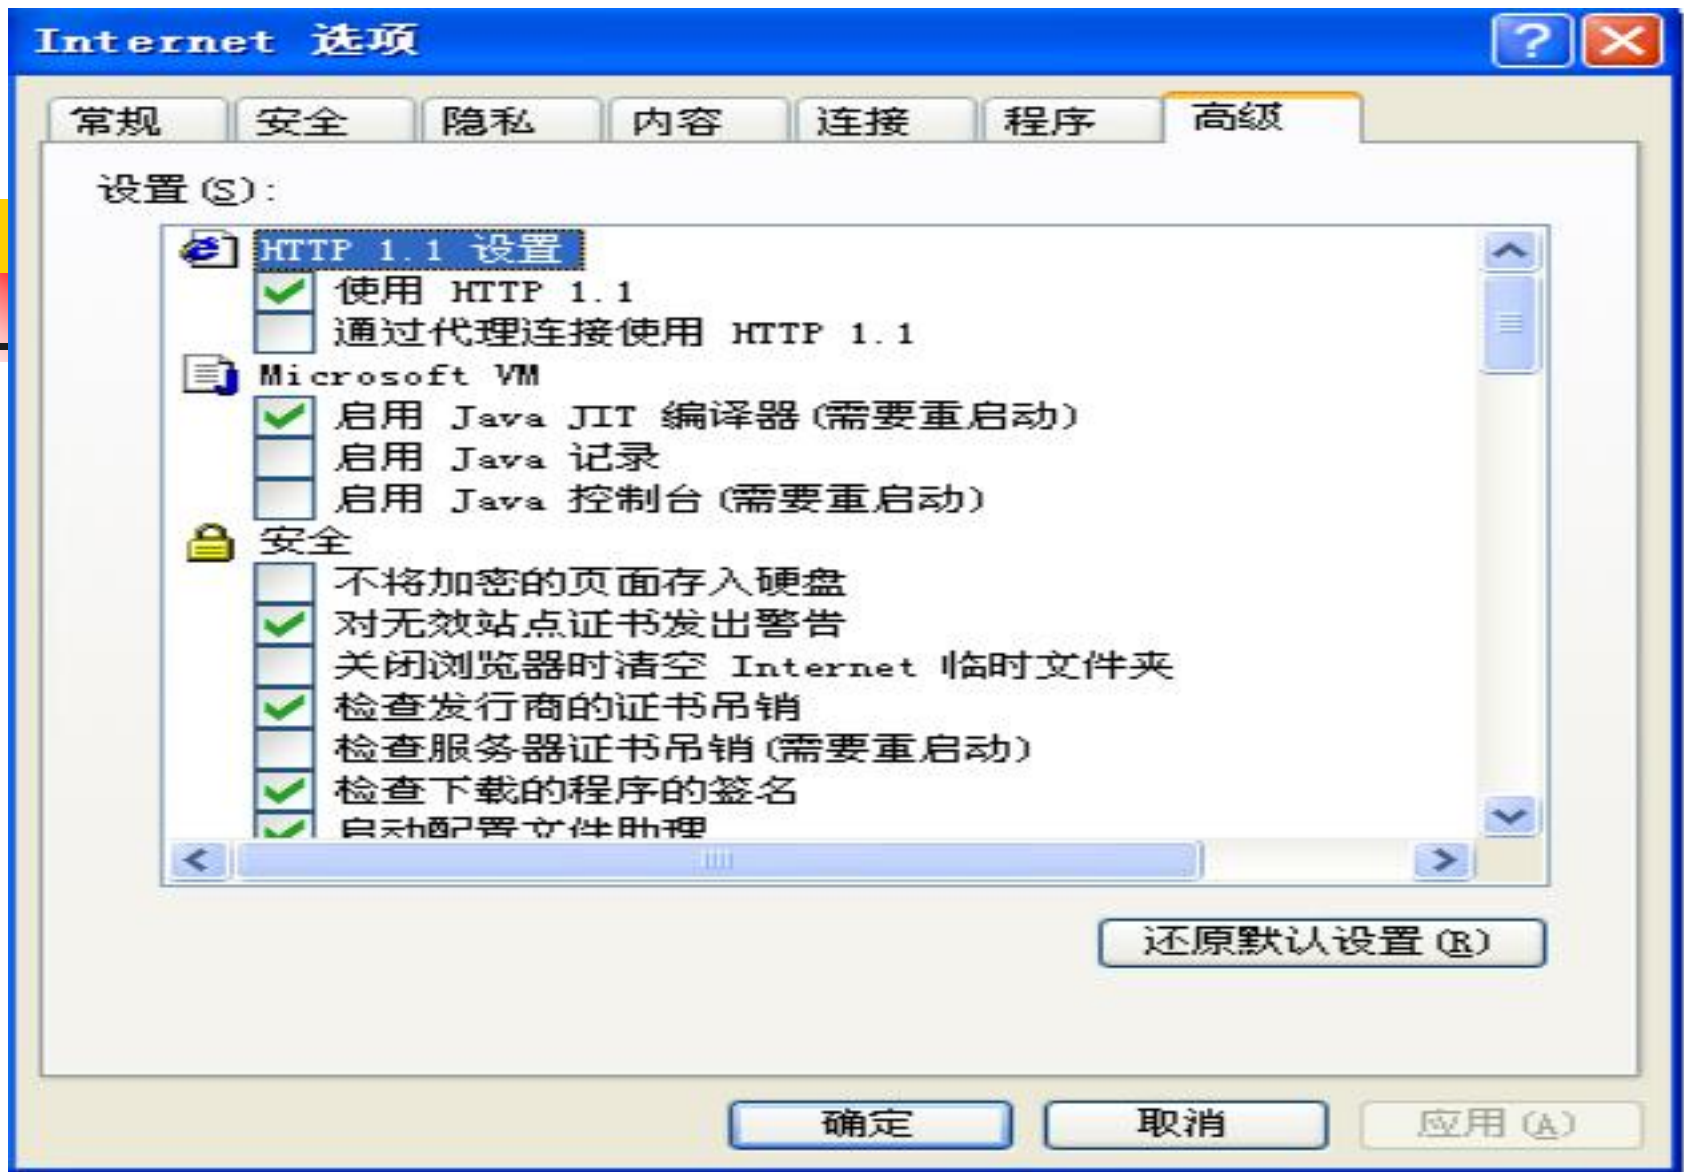 Internet 选项
常规 安全 隐私 内容 连接 程序 高级
设置(S):
HTTP 1.1 设置
使用 HTTP 1.1
通过代理连接使用 HTTP 1.1
Microsoft VM
启用 Java JIT 编译器(需要重启动)
启用 Java 记录
启用 Java 控制台(需要重启动)
安全
不将加密的页面存入硬盘
对无效站点证书发出警告
关闭浏览器时清空 Internet 临时文件夹
检查发行商的证书吊销
检查服务器证书吊销(需要重启动)
检查下载的程序的签名
启动配置文件助理
还原默认设置(R)
确定 取消 应用(A)